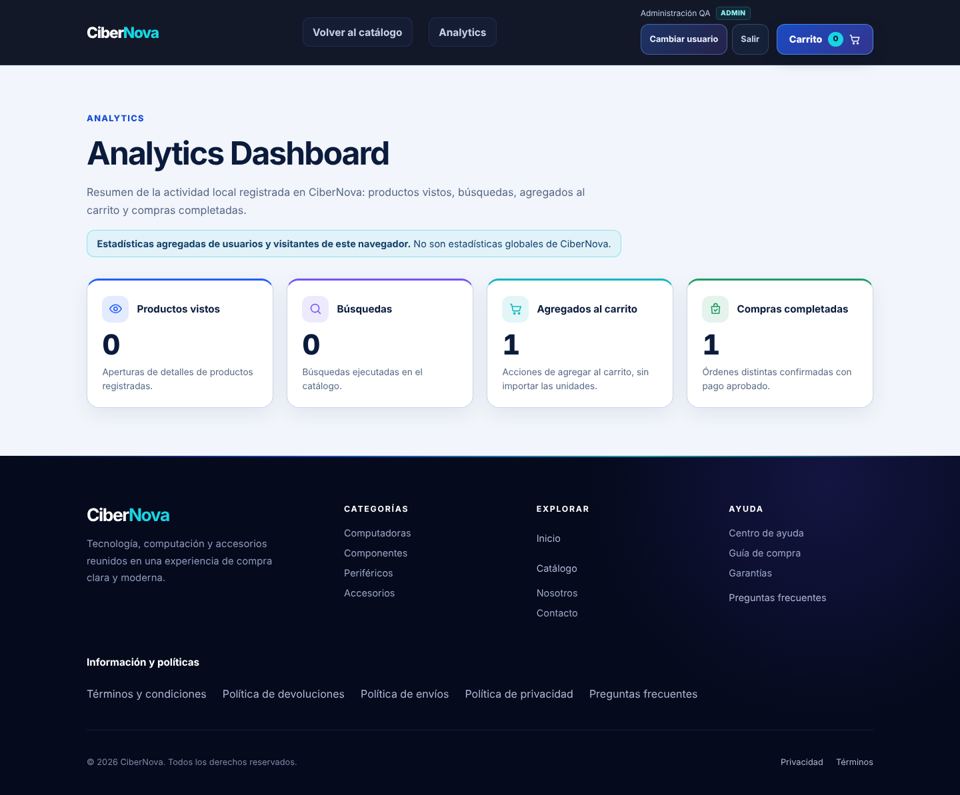 CiberNova
Volver al catálogo
Analytics
Administración QA
ADMIN
Cambiar usuario
Salir
Carrito 0
ANALYTICS
Analytics Dashboard
Resumen de la actividad local registrada en CiberNova: productos vistos, búsquedas, agregados al
carrito y compras completadas.
Estadísticas agregadas de usuarios y visitantes de este navegador. No son estadísticas globales de CiberNova.
Productos vistos
0
Aperturas de detalles de productos
registradas.
Búsquedas
0
Búsquedas ejecutadas en el
catálogo.
Agregados al carrito
1
Acciones de agregar al carrito, sin
importar las unidades.
Compras completadas
1
Órdenes distintas confirmadas con
pago aprobado.
CiberNova
Tecnología, computación y accesorios
reunidos en una experiencia de compra
clara y moderna.
CATEGORÍAS
Computadoras
Componentes
Periféricos
Accesorios
EXPLORAR
Inicio
Catálogo
Nosotros
Contacto
AYUDA
Centro de ayuda
Guía de compra
Garantías
Preguntas frecuentes
Información y políticas
Términos y condiciones
Política de devoluciones
Política de envíos
Política de privacidad
Preguntas frecuentes
© 2026 CiberNova. Todos los derechos reservados.
Privacidad
Términos